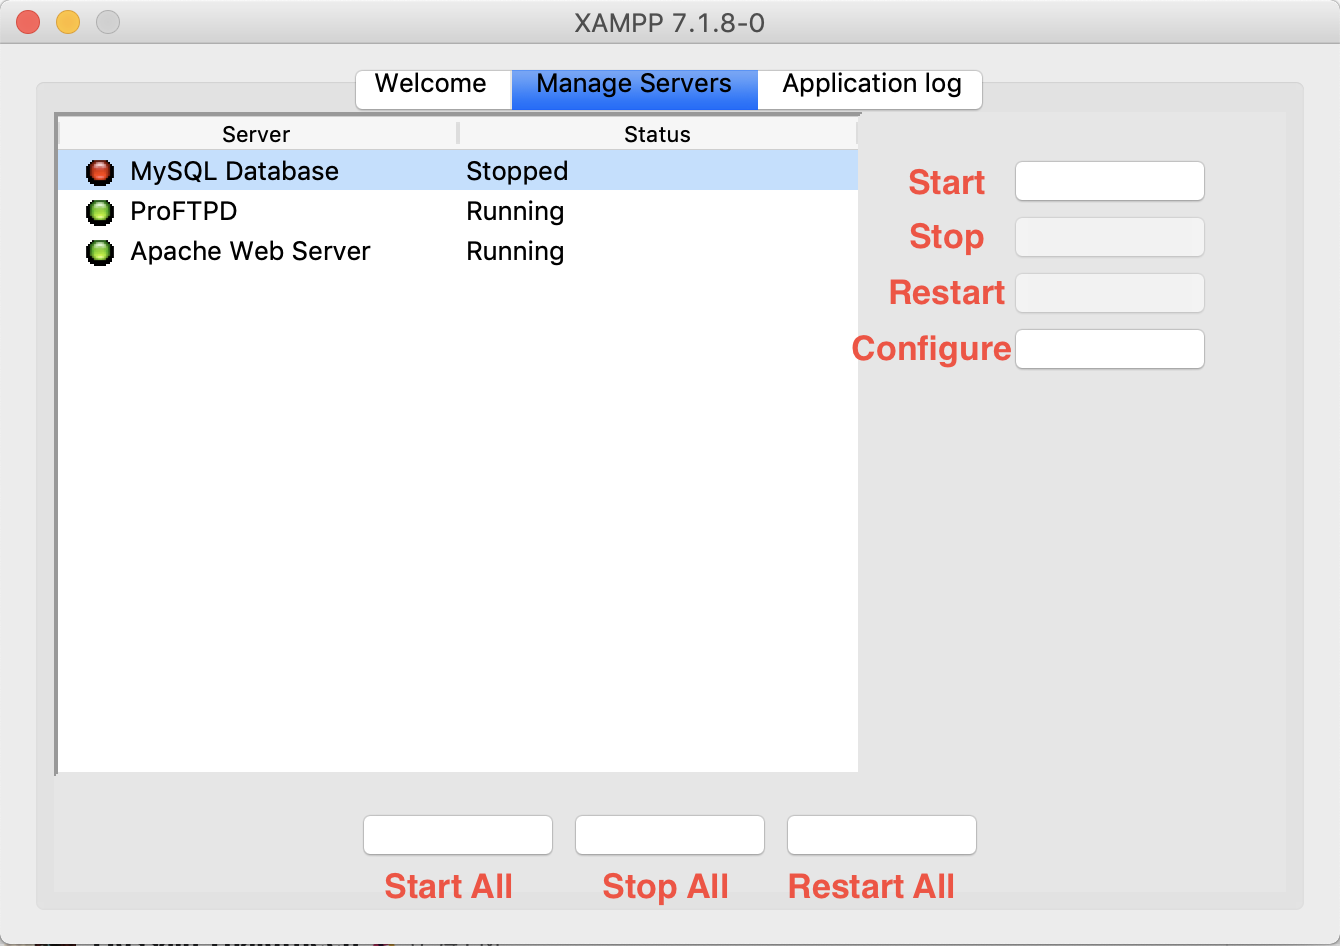 XAMPP 7.1.8-0
Welcome Manage Servers Application log
Server Status
MySQL Database Stopped
ProFTPD Running
Apache Web Server Running
Start
Stop
Restart
Configure
Start All Stop All Restart All